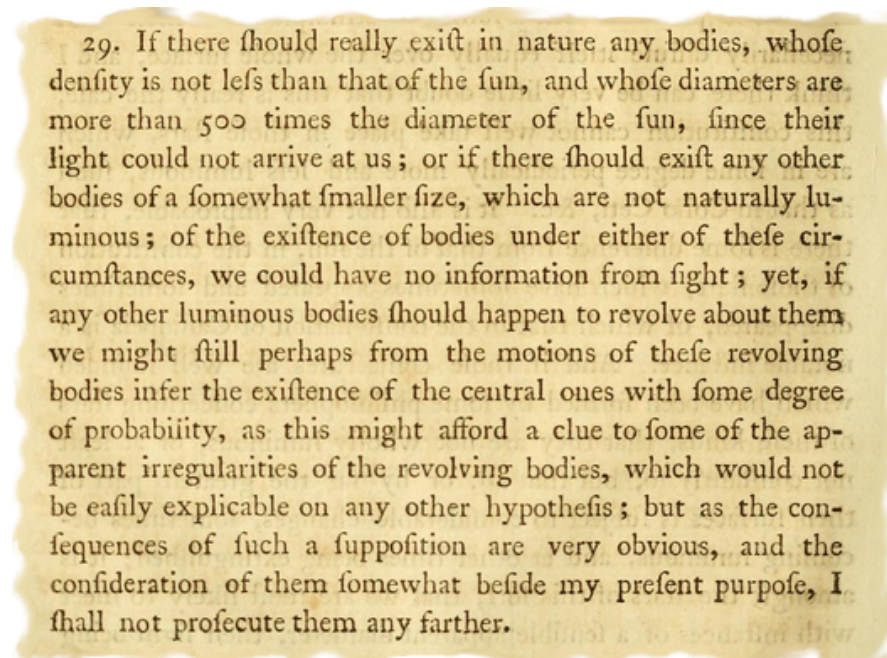 29. If there ſhould really exiſt in nature any bodies, whoſe
denſity is not leſs than that of the ſun, and whoſe diameters are
more than 500 times the diameter of the ſun, ſince their
light could not arrive at us; or if there ſhould exiſt any other
bodies of a ſomewhat ſmaller ſize, which are not naturally lu-
minous; of the exiſtence of bodies under either of theſe cir-
cumſtances, we could have no information from ſight; yet, if
any other luminous bodies ſhould happen to revolve about them
we might ſtill perhaps from the motions of theſe revolving
bodies infer the exiſtence of the central ones with ſome degree
of probability, as this might afford a clue to ſome of the ap-
parent irregularities of the revolving bodies, which would not
be eaſily explicable on any other hypotheſis; but as the con-
ſequences of ſuch a ſuppoſition are very obvious, and the
conſideration of them ſomewhat beſide my preſent purpoſe, I
ſhall not proſecute them any farther.